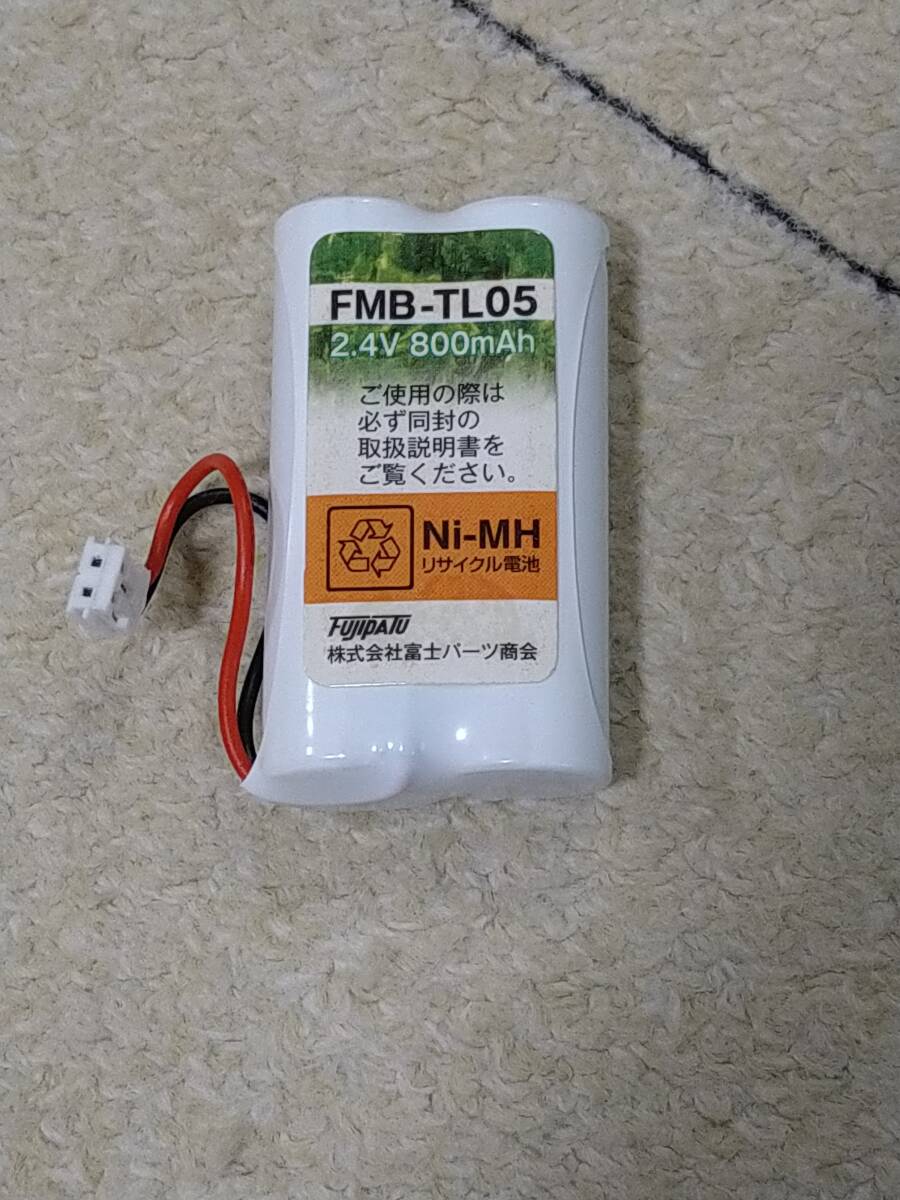 FMB-TL05
2.4V 800mAh
ご使用の際は
必ず同封の
取扱説明書を
ご覧ください。
Ni-MH
リサイクル電池
FUJIPATU
株式会社富士パーツ商会